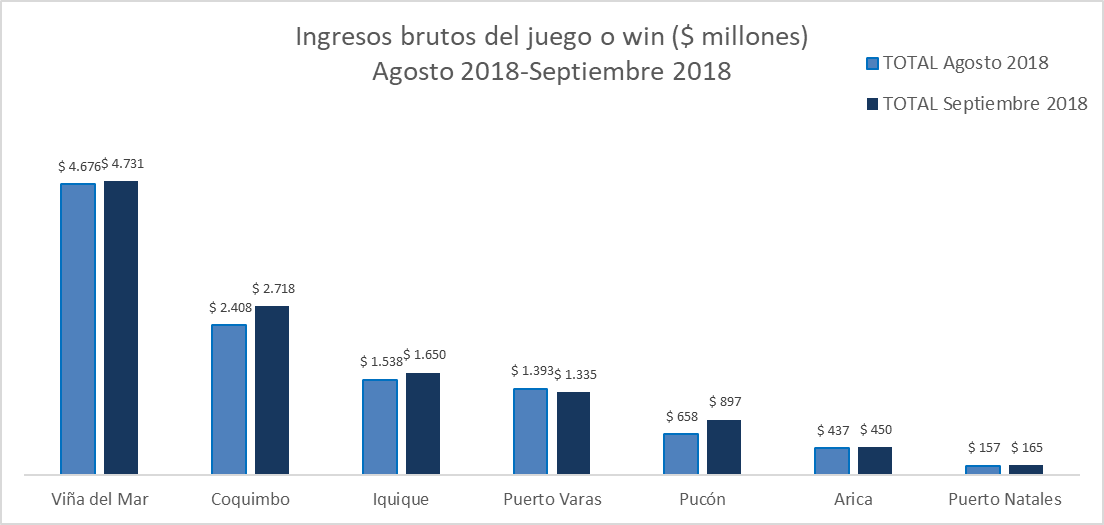 Ingresos brutos del juego o win ($ millones)
Agosto 2018-Septiembre 2018
TOTAL Agosto 2018
TOTAL Septiembre 2018
$ 4.676 $ 4.731
$ 2.408 $ 2.718
$ 1.538 $ 1.650
$ 1.393 $ 1.335
$ 658 $ 897
$ 437 $ 450
$ 157 $ 165
Viña del Mar Coquimbo Iquique Puerto Varas Pucón Arica Puerto Natales